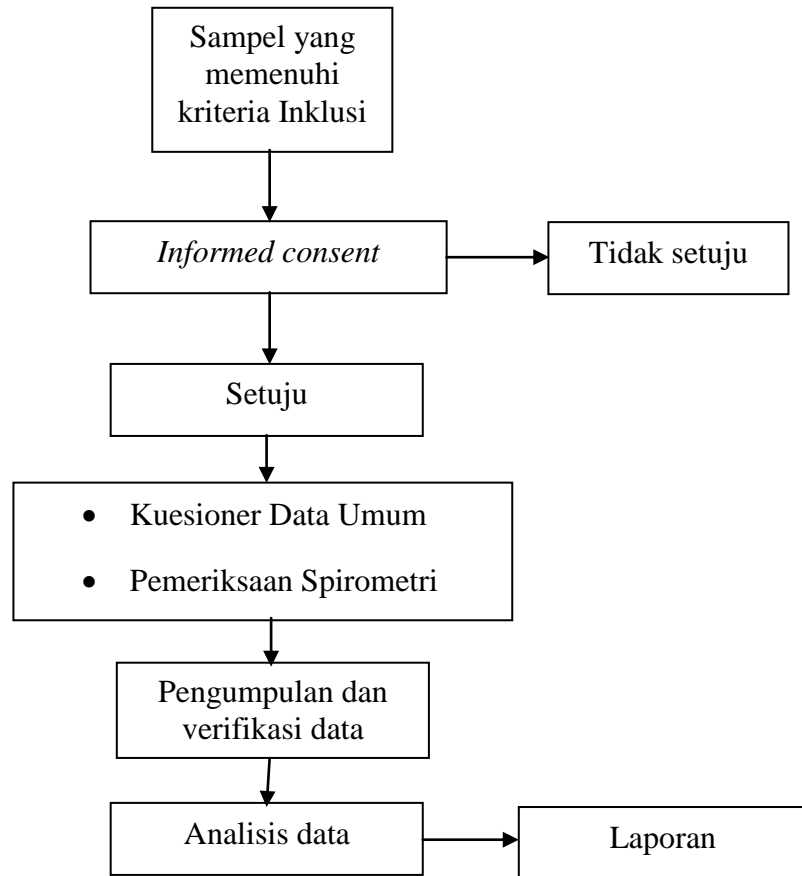 Sampel yang
memenuhi
kriteria Inklusi
Informed consent
Tidak setuju
Setuju
• Kuesioner Data Umum
• Pemeriksaan Spirometri
Pengumpulan dan
verifikasi data
Analisis data
Laporan